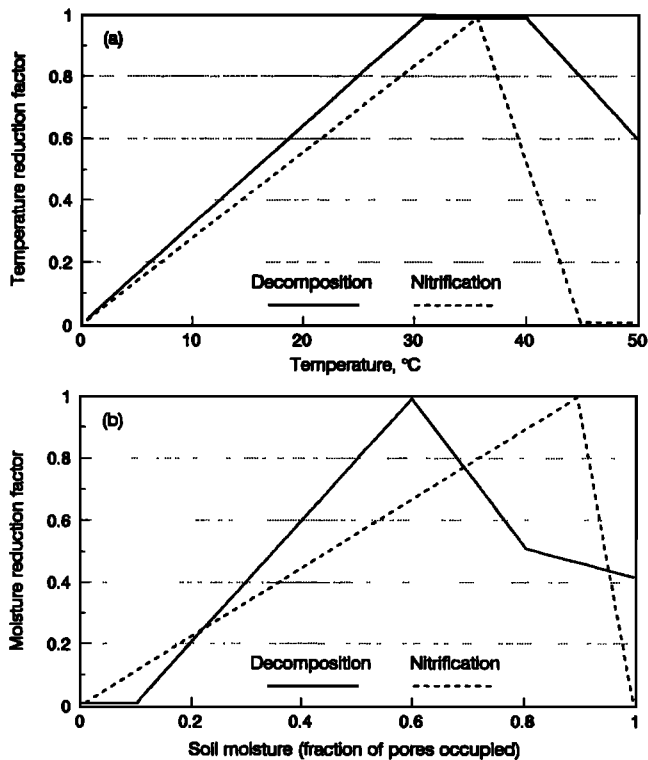 (a)
Temperature reduction factor
1
0.8
0.6
0.4
0.2
0
Decomposition Nitrification
0 10 20 30 40 50
Temperature, °C
(b)
Moisture reduction factor
1
0.8
0.6
0.4
0.2
0
Decomposition Nitrification
0 0.2 0.4 0.6 0.8 1
Soil moisture (fraction of pores occupied)